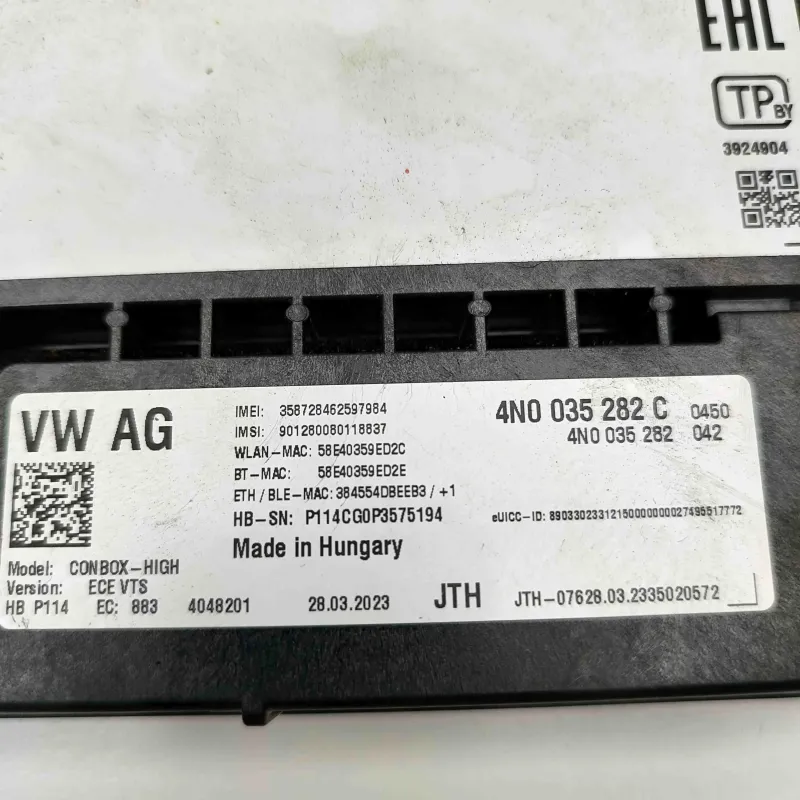 EAC
TP BY
3924904
VW AG
IMEI: 358728462597984
IMSI: 901280080118837
WLAN-MAC: 58E40359ED2C
BT-MAC: 58E40359ED2E
ETH / BLE-MAC: 384554DBEEB3 / +1
HB-SN: P114CG0P3575194
Made in Hungary
4N0 035 282 C 0450
4N0 035 282 042
eUICC-ID: 89033023312150000000027495517772
Model: CONBOX-HIGH
Version: ECE VTS
HB P114 EC: 883 4048201 28.03.2023 JTH JTH-07628.03.2335020572